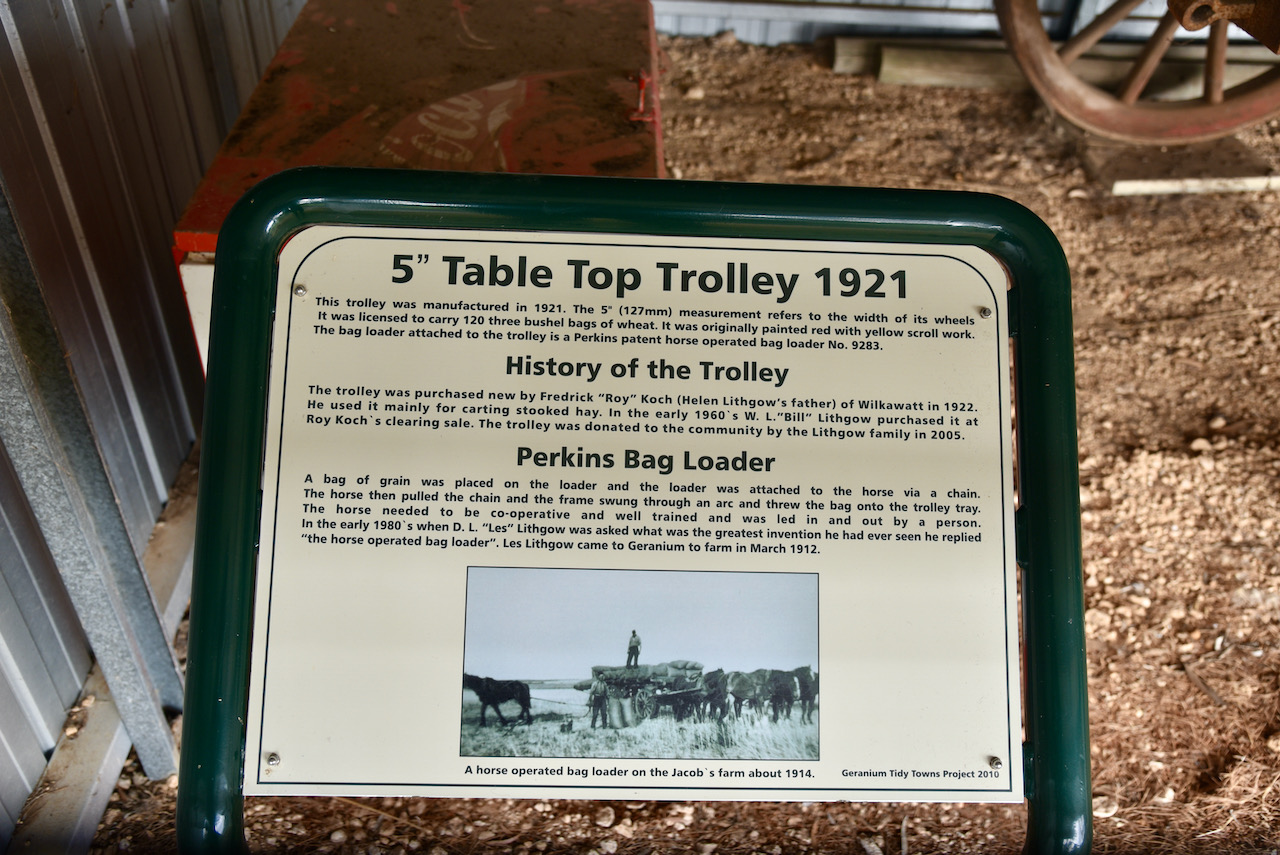 5” Table Top Trolley 1921
This trolley was manufactured in 1921. The 5" (127mm) measurement refers to the width of its wheels
It was licensed to carry 120 three bushel bags of wheat. It was originally painted red with yellow scroll work.
The bag loader attached to the trolley is a Perkins patent horse operated bag loader No. 9283.
History of the Trolley
The trolley was purchased new by Fredrick “Roy” Koch (Helen Lithgow’s father) of Wilkawatt in 1922.
He used it mainly for carting stooked hay. In the early 1960`s W. L.”Bill” Lithgow purchased it at
Roy Koch`s clearing sale. The trolley was donated to the community by the Lithgow family in 2005.
Perkins Bag Loader
A bag of grain was placed on the loader and the loader was attached to the horse via a chain.
The horse then pulled the chain and the frame swung through an arc and threw the bag onto the trolley tray.
The horse needed to be co-operative and well trained and was led in and out by a person.
In the early 1980`s when D. L. “Les” Lithgow was asked what was the greatest invention he had ever seen he replied
“the horse operated bag loader”. Les Lithgow came to Geranium to farm in March 1912.
A horse operated bag loader on the Jacob`s farm about 1914.
Geranium Tidy Towns Project 2010